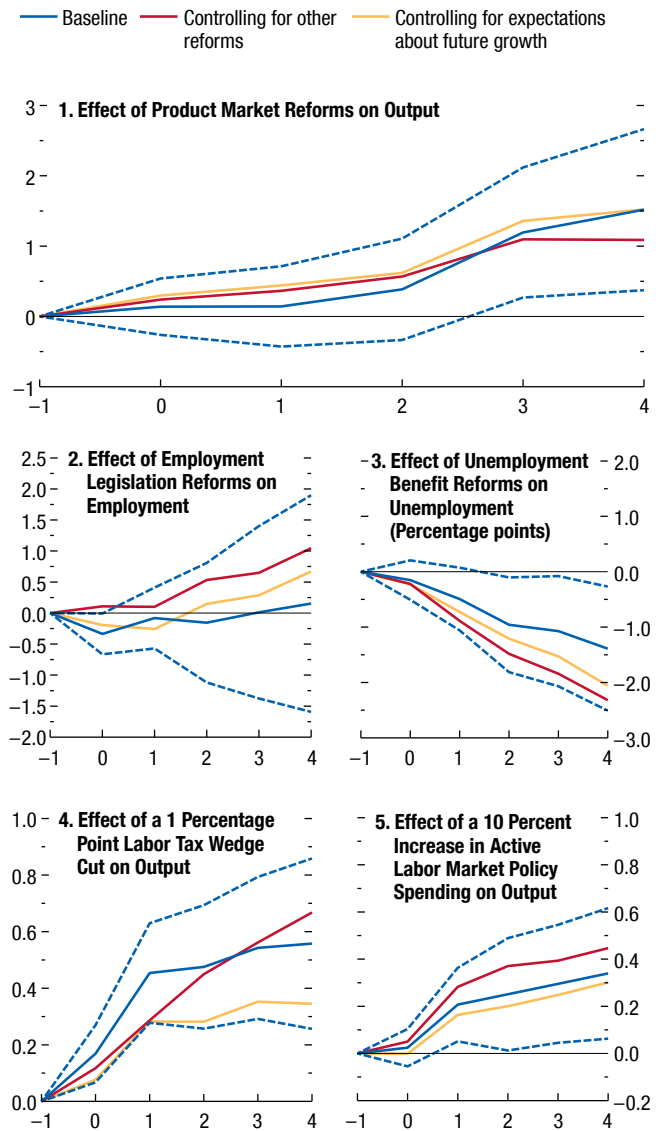 Baseline
Controlling for other
reforms
Controlling for expectations
about future growth
1. Effect of Product Market Reforms on Output
3
2
1
0
–1
–1 0 1 2 3 4
2. Effect of Employment
Legislation Reforms on
Employment
2.5
2.0
1.5
1.0
0.5
0.0
–0.5
–1.0
–1.5
–2.0
–1 0 1 2 3 4
3. Effect of Unemployment
Benefit Reforms on
Unemployment
(Percentage points)
2.0
1.0
0.0
–1.0
–2.0
–3.0
–1 0 1 2 3 4
4. Effect of a 1 Percentage
Point Labor Tax Wedge
Cut on Output
1.0
0.8
0.6
0.4
0.2
0.0
–1 0 1 2 3 4
5. Effect of a 10 Percent
Increase in Active
Labor Market Policy
Spending on Output
1.0
0.8
0.6
0.4
0.2
0.0
–0.2
–1 0 1 2 3 4